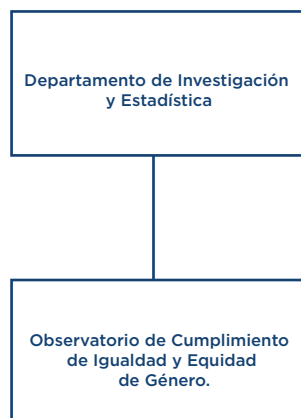 Departamento de Investigación
y Estadística
Observatorio de Cumplimiento
de Igualdad y Equidad
de Género.